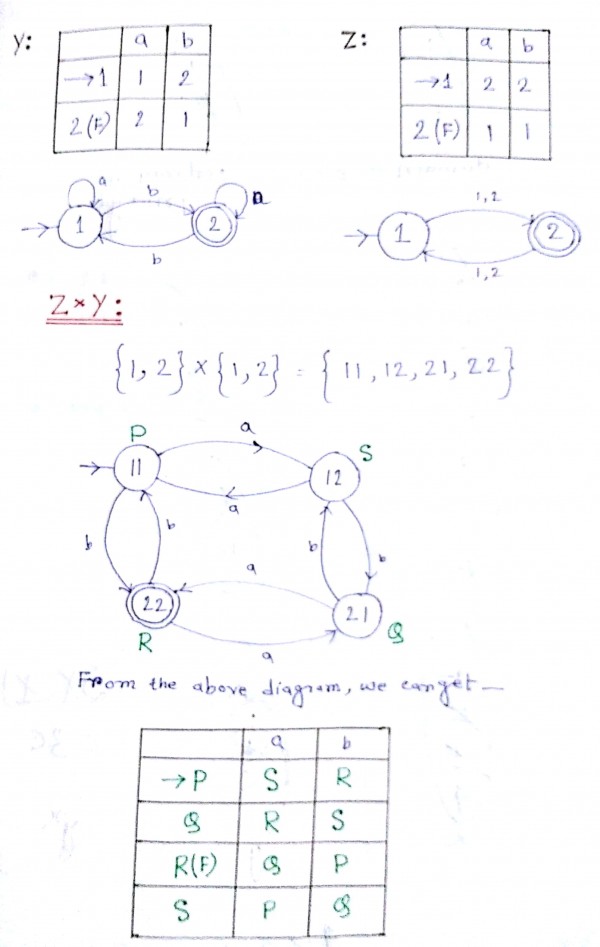 Y: Z:
a b
→1 1 2
2(F) 2 1
a b
→1 2 2
2(F) 1 1
a b
1 2
b
1,2
1 2
1,2
Z×Y:
{1, 2} × {1, 2} = {11, 12, 21, 22}
P a S
11 12
a
b b b b
a
22 21
R Q
a
From the above diagram, we can get—
a b
→P S R
Q R S
R(F) Q P
S P Q